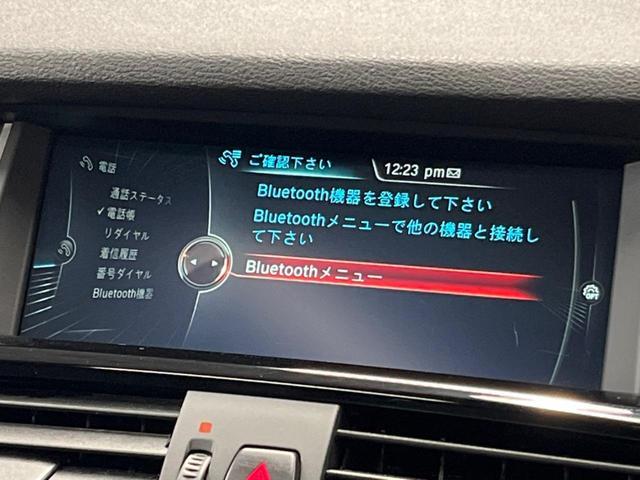 電話
ご確認下さい
12:23 pm
通話ステータス
電話帳
リダイヤル
着信履歴
番号ダイヤル
Bluetooth機器
Bluetooth機器を登録して下さい
Bluetoothメニューで他の機器と接続し
て下さい
Bluetoothメニュー
OPT